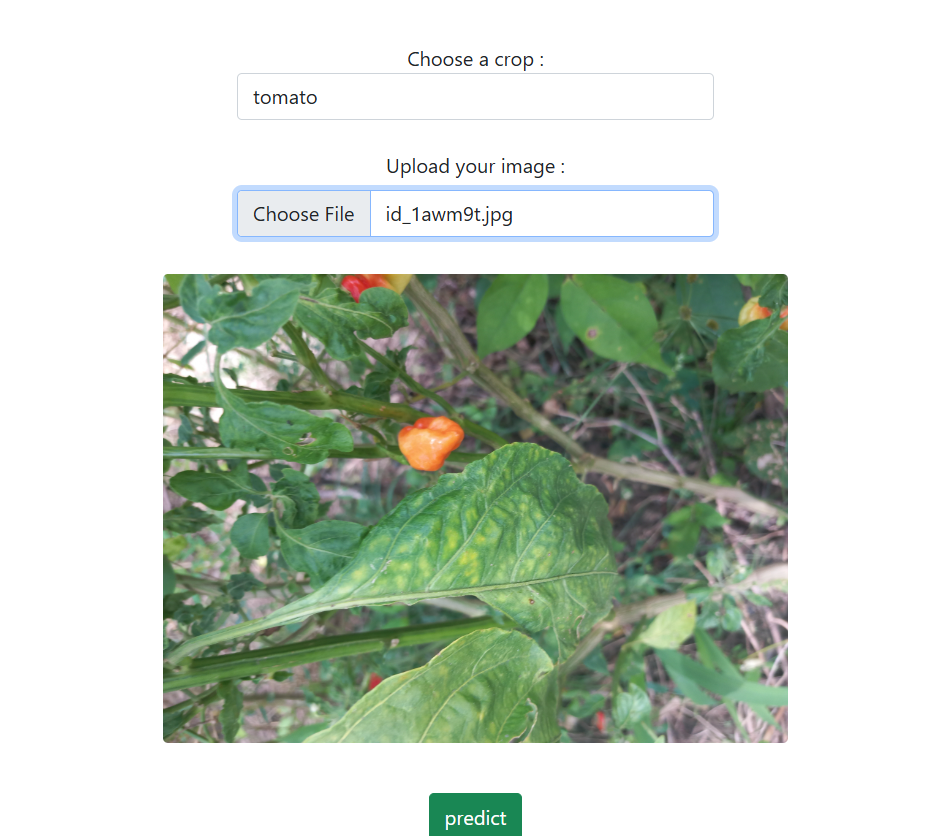 Choose a crop :
tomato
Upload your image :
Choose File id_1awm9t.jpg
predict